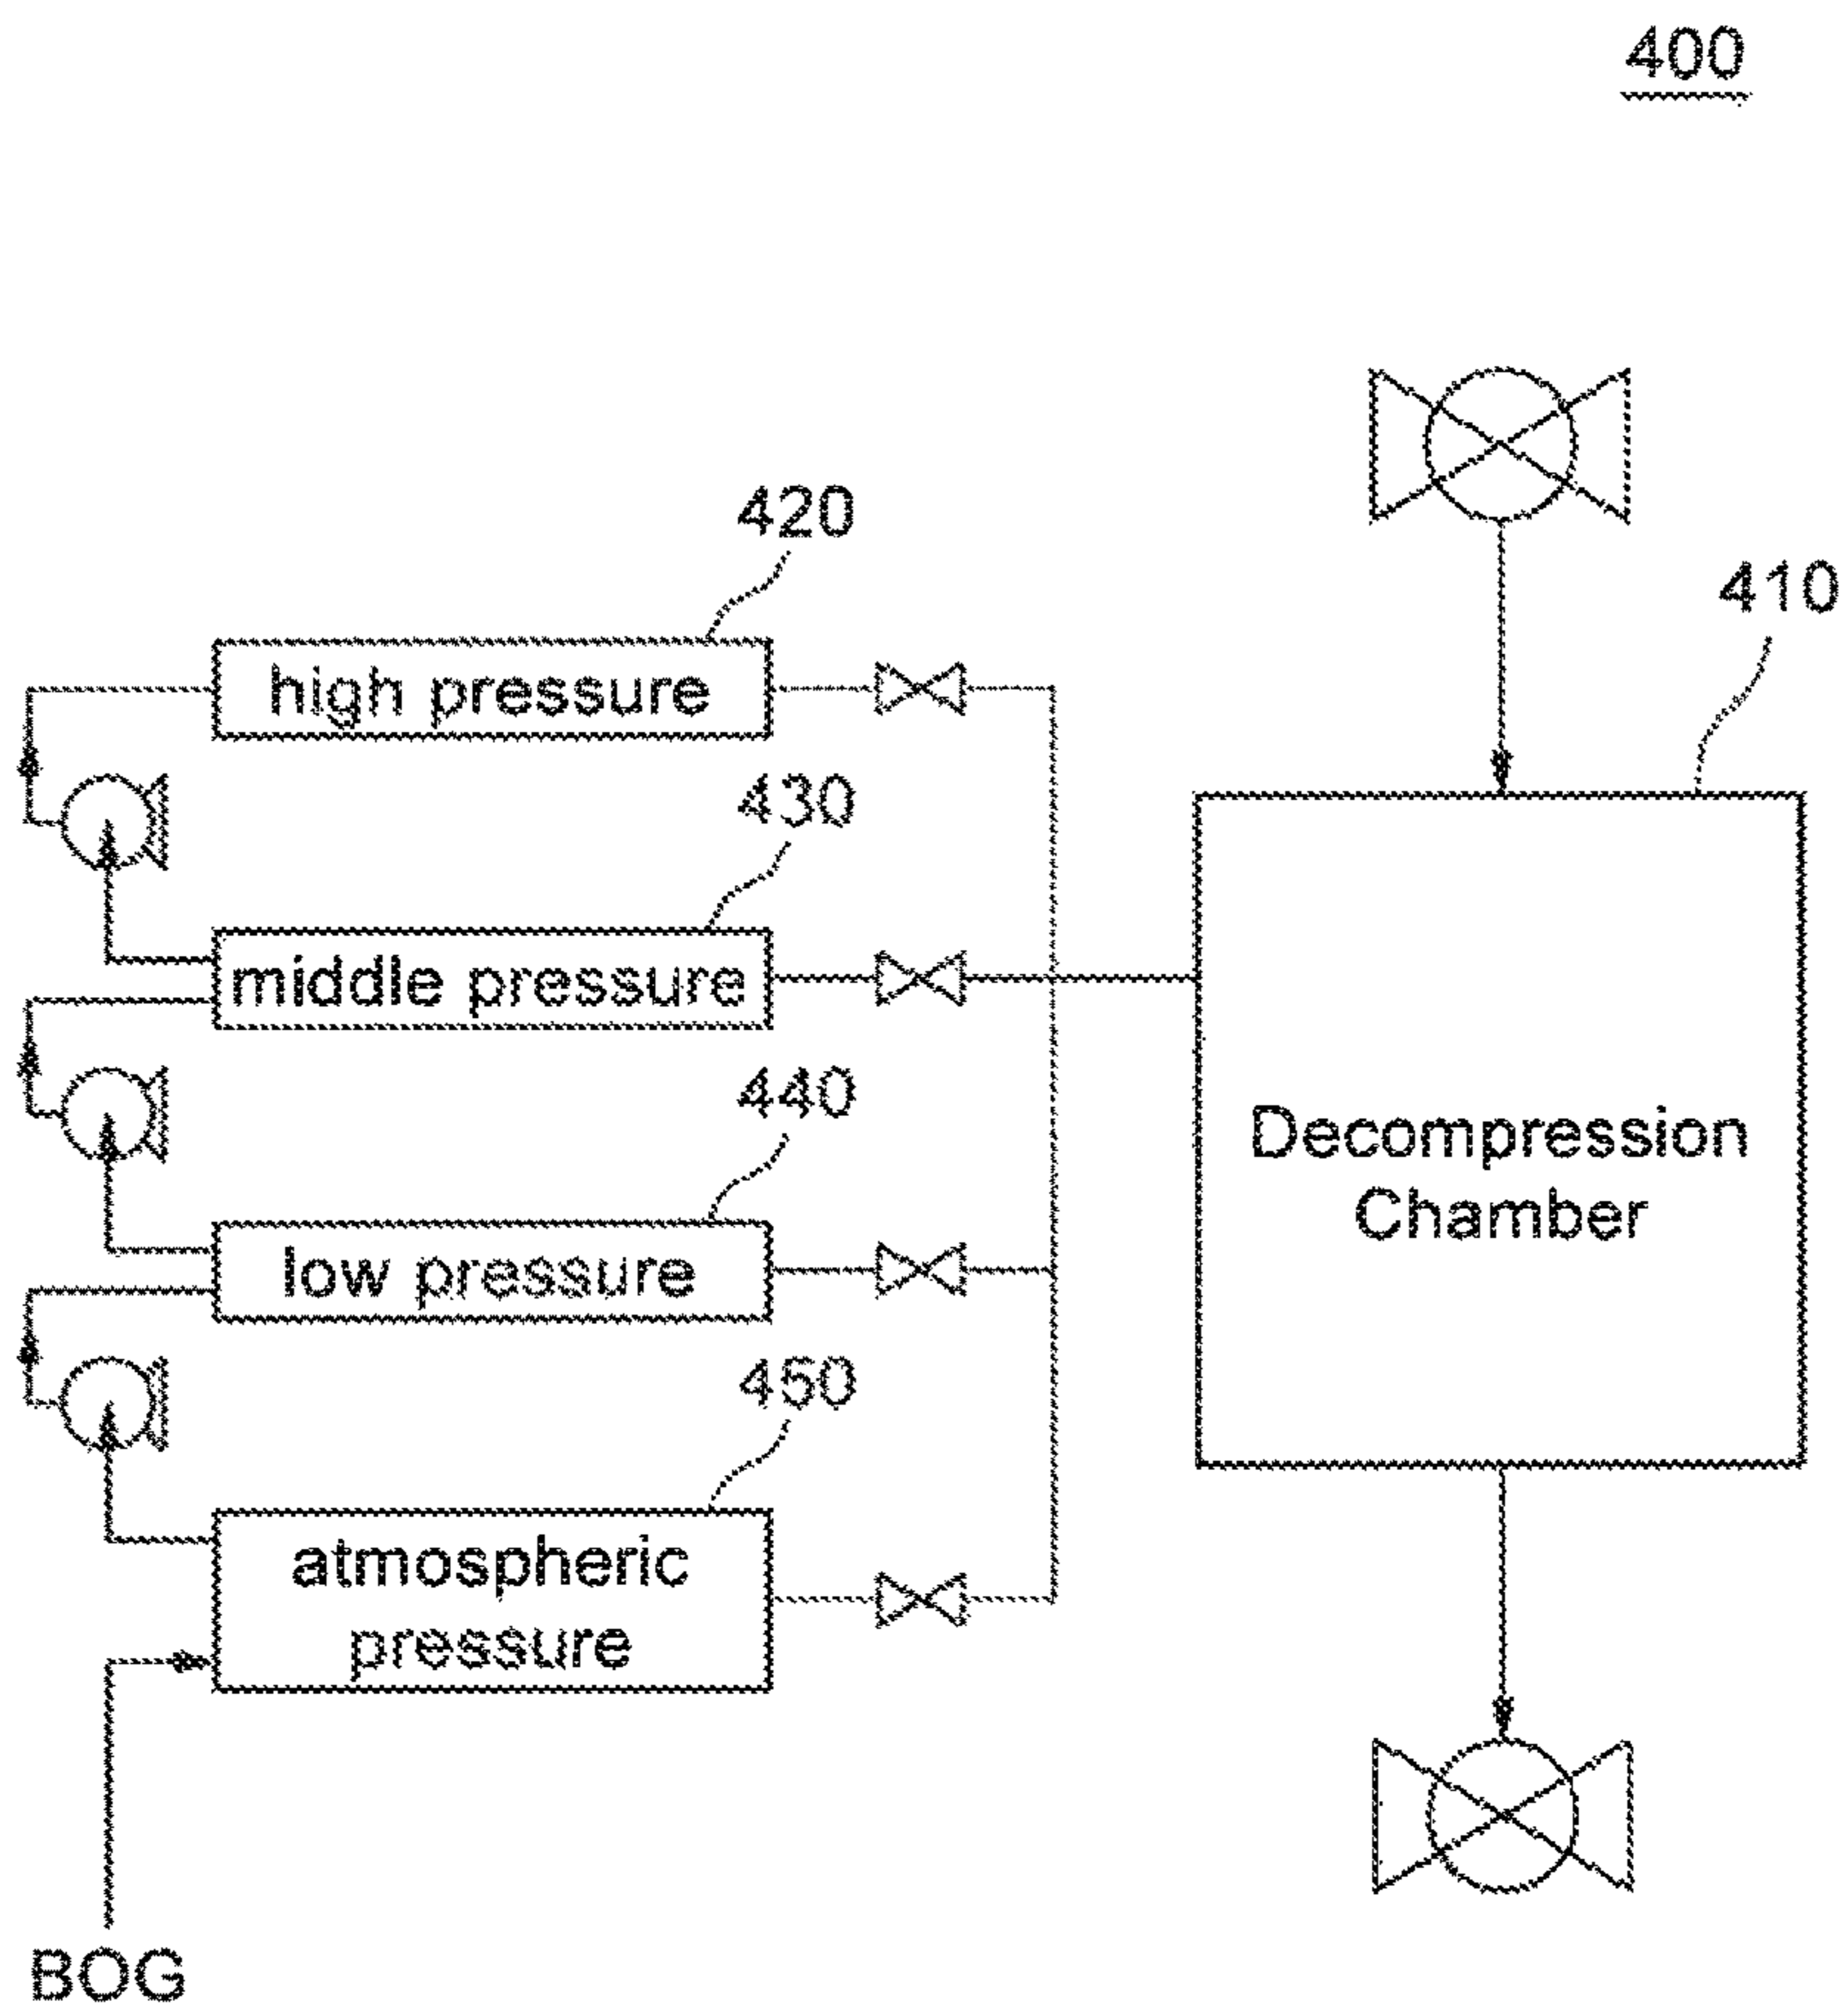 400
410
420
high pressure
430
middle pressure
440
low pressure
450
atmospheric
pressure
Decompression
Chamber
BOG